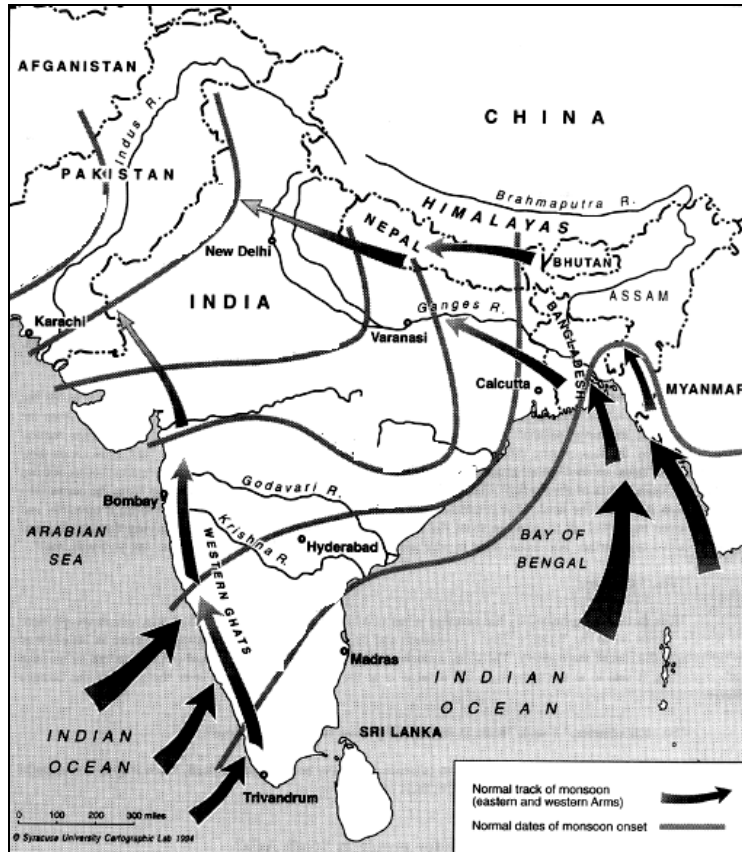 AFGANISTAN
CHINA
Indus R.
PAKISTAN
Brahmaputra R.
HIMALAYAS
NEPAL
New Delhi
BHUTAN
INDIA
ASSAM
Ganges R.
Karachi
Varanasi
BANGLADESH
Calcutta
MYANMAR
Godavari R.
Bombay
Krishna R.
WESTERN GHATS
Hyderabad
ARABIAN
SEA
BAY OF
BENGAL
Madras
INDIAN
OCEAN
INDIAN
OCEAN
SRI LANKA
Trivandrum
0 100 200 300 miles
© Syracuse University Cartographic Lab 1994
Normal track of monsoon
(eastern and western Arms)
Normal dates of monsoon onset